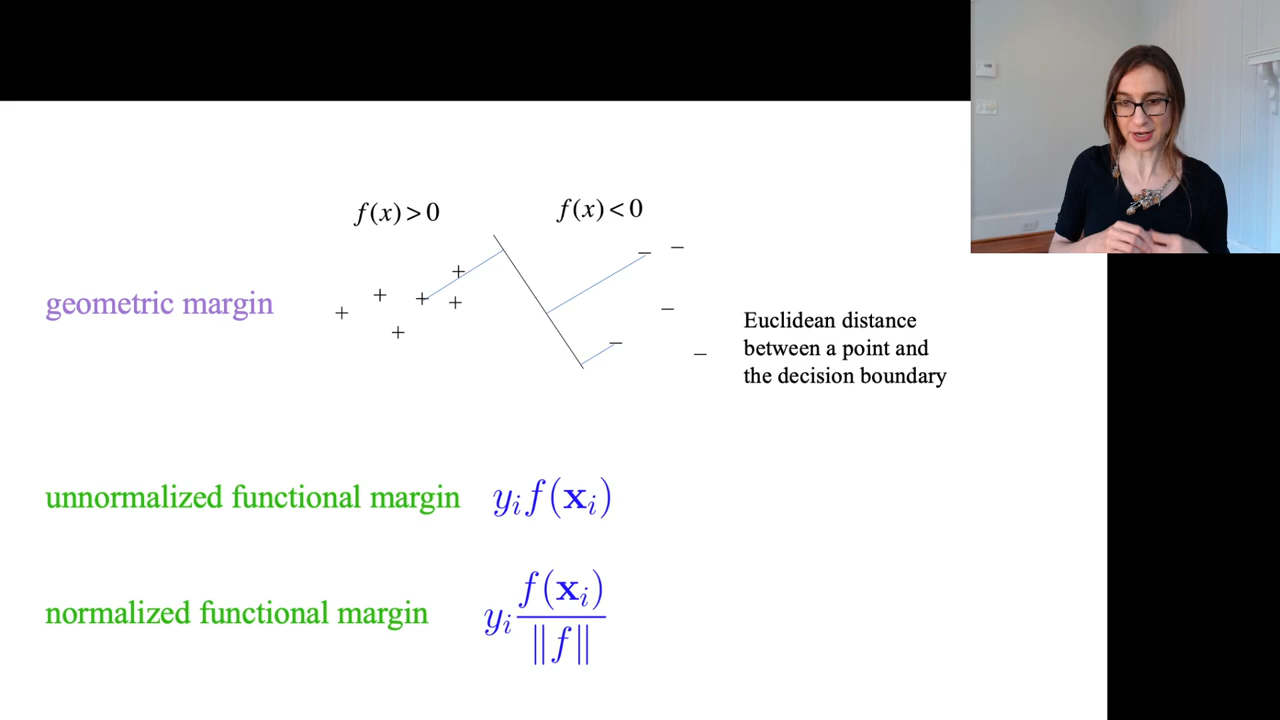 f(x)>0
f(x)<0
geometric margin
Euclidean distance
between a point and
the decision boundary
unnormalized functional margin y_i f(𝐱_i)
normalized functional margin y_i f(𝐱_i)/‖f‖